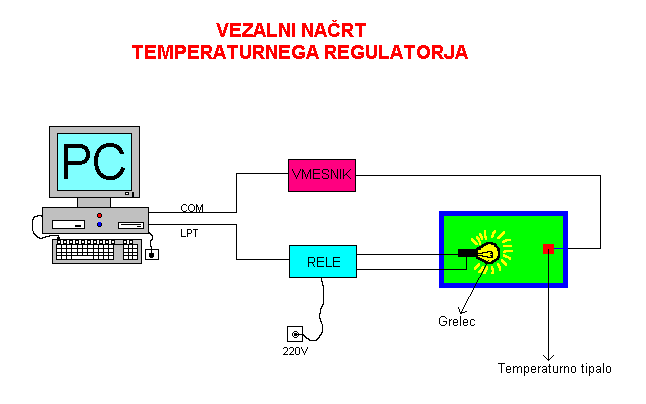 VEZALNI NAČRT
TEMPERATURNEGA REGULATORJA
PC
VMESNIK
COM
LPT
RELE
220V
Grelec
Temperaturno tipalo